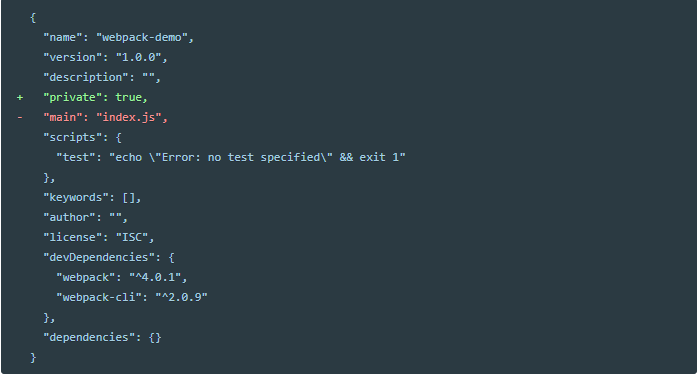 {
"name": "webpack-demo",
"version": "1.0.0",
"description": "",
+ "private": true,
- "main": "index.js",
"scripts": {
"test": "echo \"Error: no test specified\" && exit 1"
},
"keywords": [],
"author": "",
"license": "ISC",
"devDependencies": {
"webpack": "^4.0.1",
"webpack-cli": "^2.0.9"
},
"dependencies": {}
}